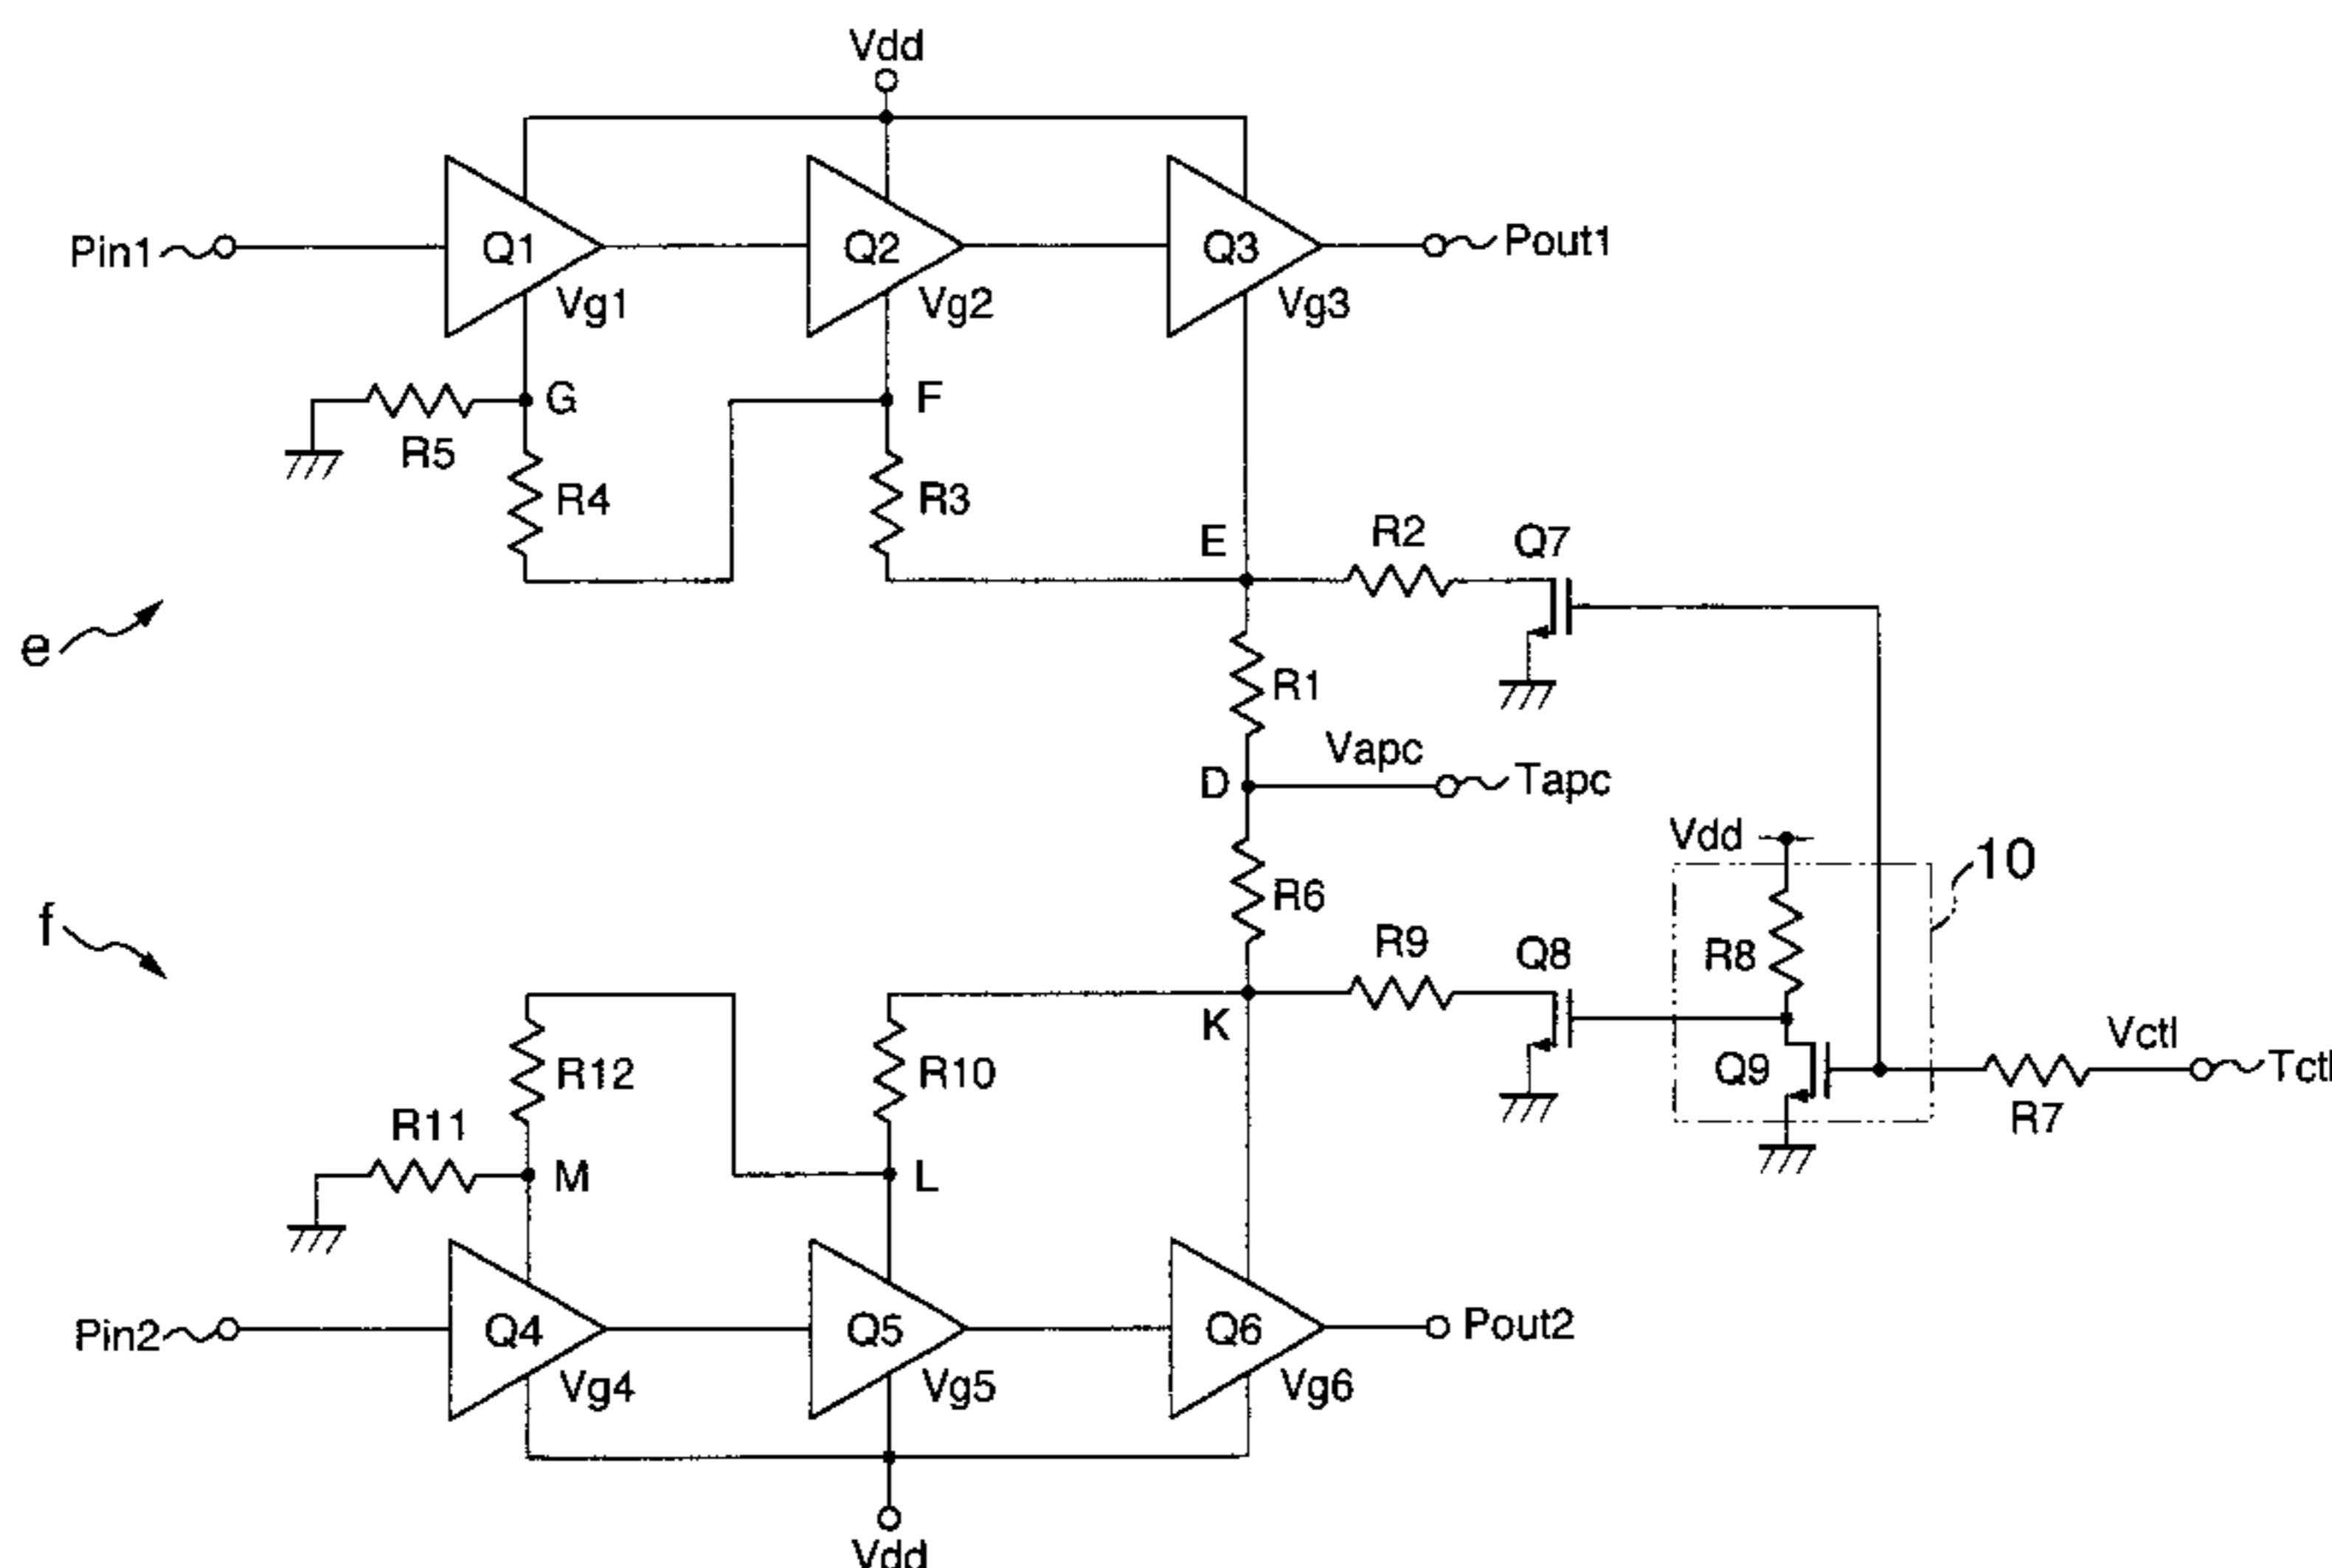 Vdd
Pin1
Q1
Q2
Q3
Pout1
Vg1
Vg2
Vg3
G
F
R5
R4
R3
E
R2
Q7
e
R1
Vapc
D
Tapc
Vdd
10
R6
f
R9
Q8
R8
K
R12
R10
Q9
Vctl
Tctl
R11
R7
M
L
Pin2
Q4
Q5
Q6
Pout2
Vg4
Vg5
Vg6
Vdd